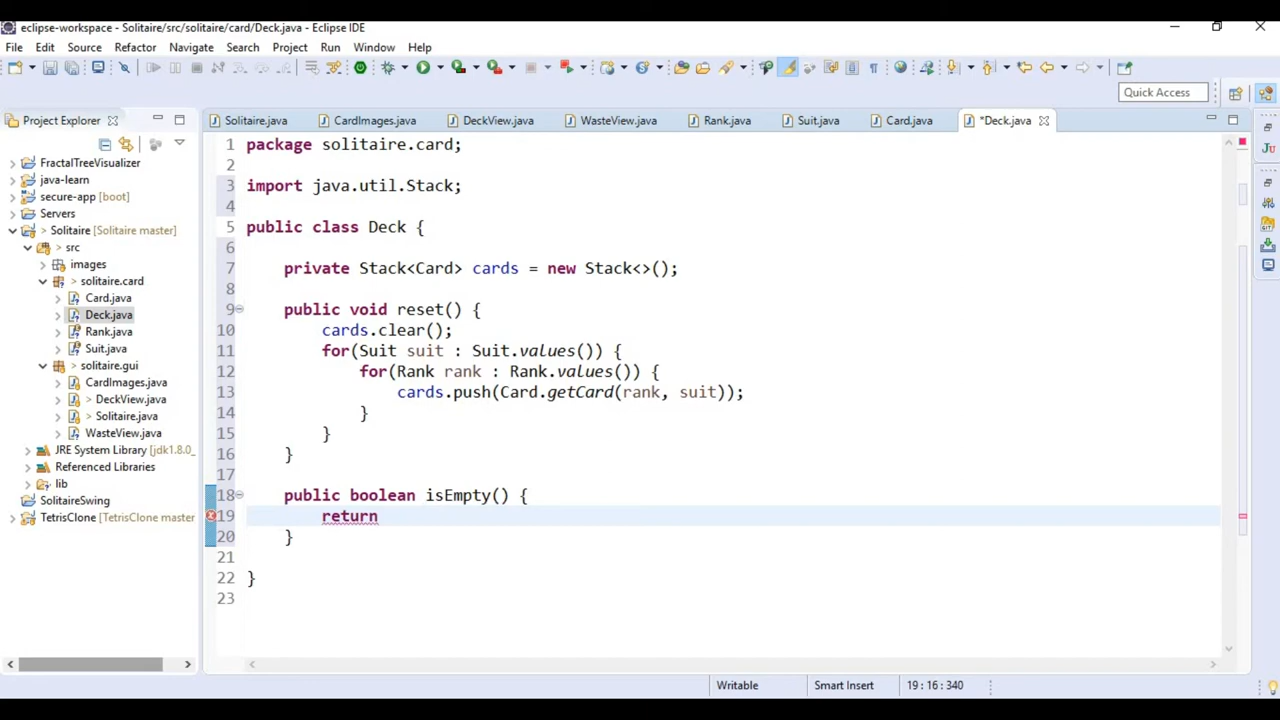 eclipse-workspace - Solitaire/src/solitaire/card/Deck.java - Eclipse IDE
File Edit Source Refactor Navigate Search Project Run Window Help
Quick Access
Project Explorer
Solitaire.java CardImages.java DeckView.java WasteView.java Rank.java Suit.java Card.java *Deck.java
FractalTreeVisualizer
java-learn
secure-app [boot]
Servers
> Solitaire [Solitaire master]
> src
images
> solitaire.card
Card.java
Deck.java
Rank.java
Suit.java
> solitaire.gui
CardImages.java
> DeckView.java
> Solitaire.java
WasteView.java
JRE System Library [jdk1.8.0_
Referenced Libraries
> lib
SolitaireSwing
TetrisClone [TetrisClone master
1 package solitaire.card;
2
3 import java.util.Stack;
4
5 public class Deck {
6
7 private Stack<Card> cards = new Stack<>();
8
9 public void reset() {
10 cards.clear();
11 for(Suit suit : Suit.values()) {
12 for(Rank rank : Rank.values()) {
13 cards.push(Card.getCard(rank, suit));
14 }
15 }
16 }
17
18 public boolean isEmpty() {
19 return
20 }
21
22 }
23
Writable Smart Insert 19 : 16 : 340